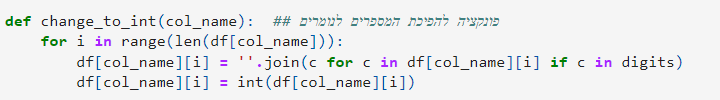 def change_to_int(col_name):  ## פונקציה להפיכת המספרים לנומרים
    for i in range(len(df[col_name])):
        df[col_name][i] = ''.join(c for c in df[col_name][i] if c in digits)
        df[col_name][i] = int(df[col_name][i])